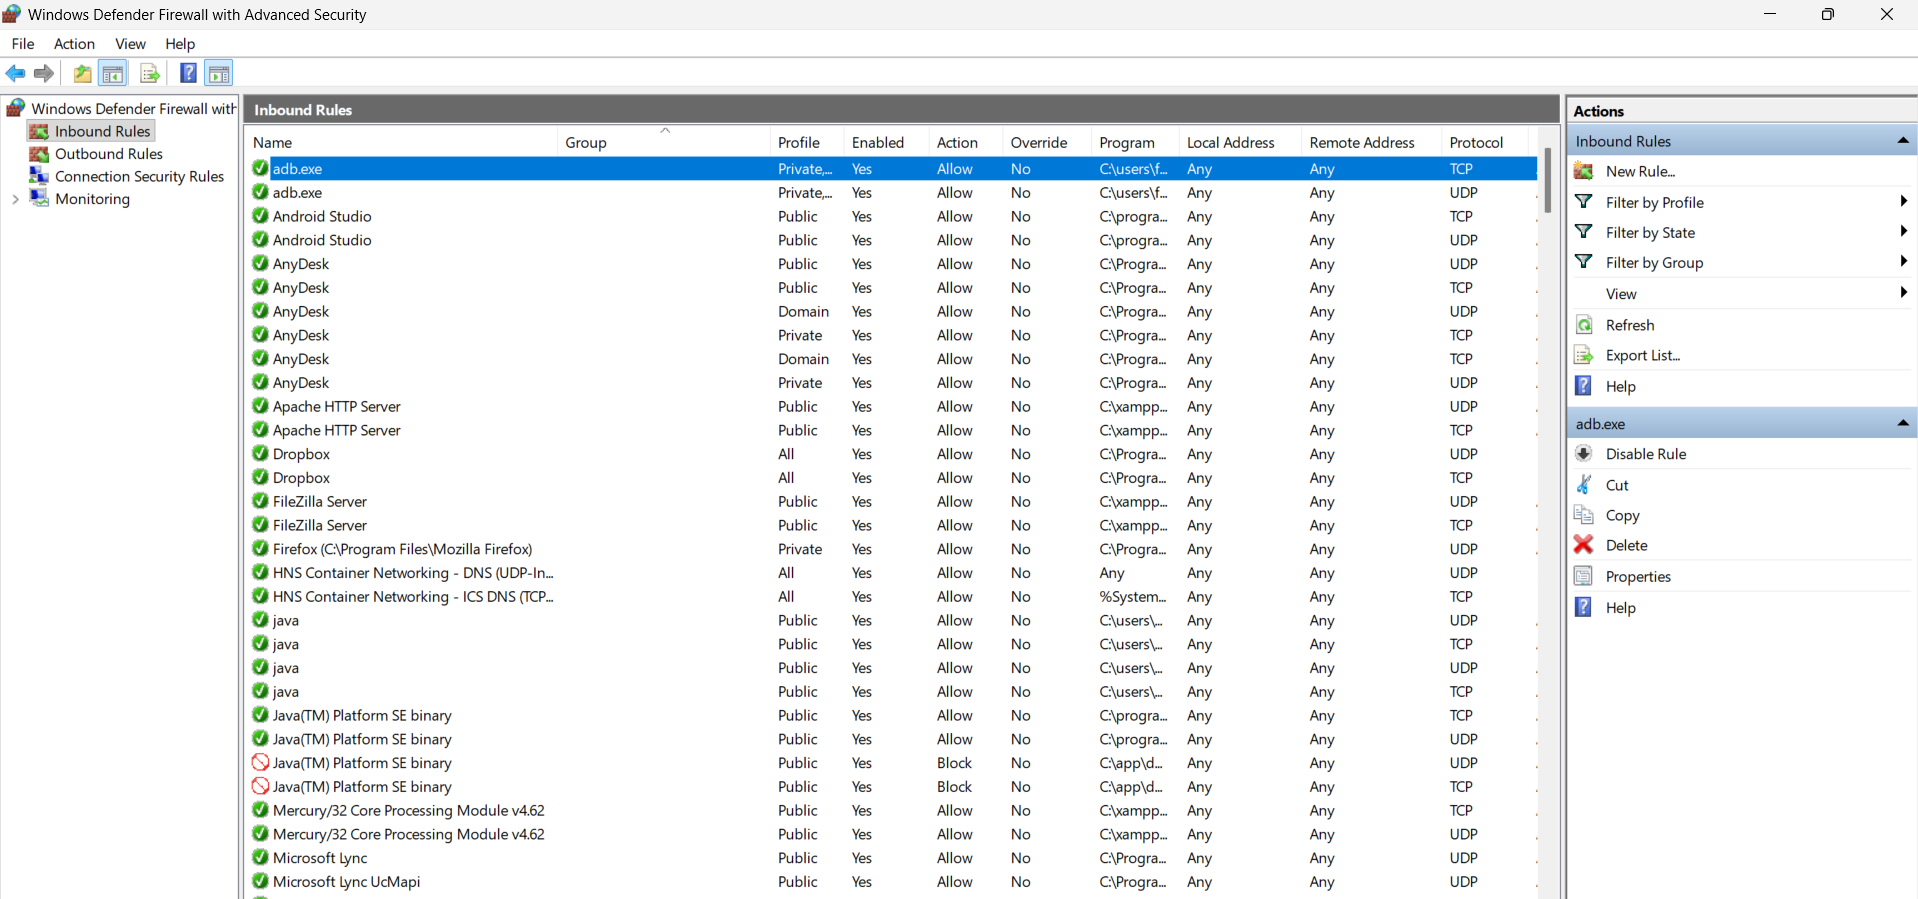 Windows Defender Firewall with Advanced Security
File Action View Help
Windows Defender Firewall with
Inbound Rules
Outbound Rules
Connection Security Rules
Monitoring
Inbound Rules
Name Group Profile Enabled Action Override Program Local Address Remote Address Protocol
adb.exe Private,... Yes Allow No C:\users\f... Any Any TCP
adb.exe Private,... Yes Allow No C:\users\f... Any Any UDP
Android Studio Public Yes Allow No C:\progra... Any Any TCP
Android Studio Public Yes Allow No C:\progra... Any Any UDP
AnyDesk Public Yes Allow No C:\Progra... Any Any UDP
AnyDesk Public Yes Allow No C:\Progra... Any Any TCP
AnyDesk Domain Yes Allow No C:\Progra... Any Any UDP
AnyDesk Private Yes Allow No C:\Progra... Any Any TCP
AnyDesk Domain Yes Allow No C:\Progra... Any Any TCP
AnyDesk Private Yes Allow No C:\Progra... Any Any UDP
Apache HTTP Server Public Yes Allow No C:\xampp... Any Any UDP
Apache HTTP Server Public Yes Allow No C:\xampp... Any Any TCP
Dropbox All Yes Allow No C:\Progra... Any Any UDP
Dropbox All Yes Allow No C:\Progra... Any Any TCP
FileZilla Server Public Yes Allow No C:\xampp... Any Any UDP
FileZilla Server Public Yes Allow No C:\xampp... Any Any TCP
Firefox (C:\Program Files\Mozilla Firefox) Private Yes Allow No C:\Progra... Any Any UDP
HNS Container Networking - DNS (UDP-In... All Yes Allow No Any Any Any UDP
HNS Container Networking - ICS DNS (TCP... All Yes Allow No %System... Any Any TCP
java Public Yes Allow No C:\users\... Any Any UDP
java Public Yes Allow No C:\users\... Any Any TCP
java Public Yes Allow No C:\users\... Any Any UDP
java Public Yes Allow No C:\users\... Any Any TCP
Java(TM) Platform SE binary Public Yes Allow No C:\progra... Any Any TCP
Java(TM) Platform SE binary Public Yes Allow No C:\progra... Any Any UDP
Java(TM) Platform SE binary Public Yes Block No C:\app\d... Any Any UDP
Java(TM) Platform SE binary Public Yes Block No C:\app\d... Any Any TCP
Mercury/32 Core Processing Module v4.62 Public Yes Allow No C:\xampp... Any Any TCP
Mercury/32 Core Processing Module v4.62 Public Yes Allow No C:\xampp... Any Any UDP
Microsoft Lync Public Yes Allow No C:\Progra... Any Any UDP
Microsoft Lync UcMapi Public Yes Allow No C:\Progra... Any Any UDP
Actions
Inbound Rules
New Rule...
Filter by Profile
Filter by State
Filter by Group
View
Refresh
Export List...
Help
adb.exe
Disable Rule
Cut
Copy
Delete
Properties
Help